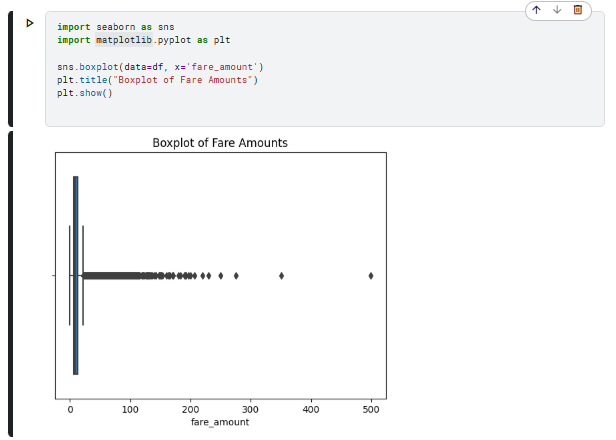 import seaborn as sns
import matplotlib.pyplot as plt
sns.boxplot(data=df, x='fare_amount')
plt.title("Boxplot of Fare Amounts")
plt.show()
Boxplot of Fare Amounts
0 100 200 300 400 500
fare_amount